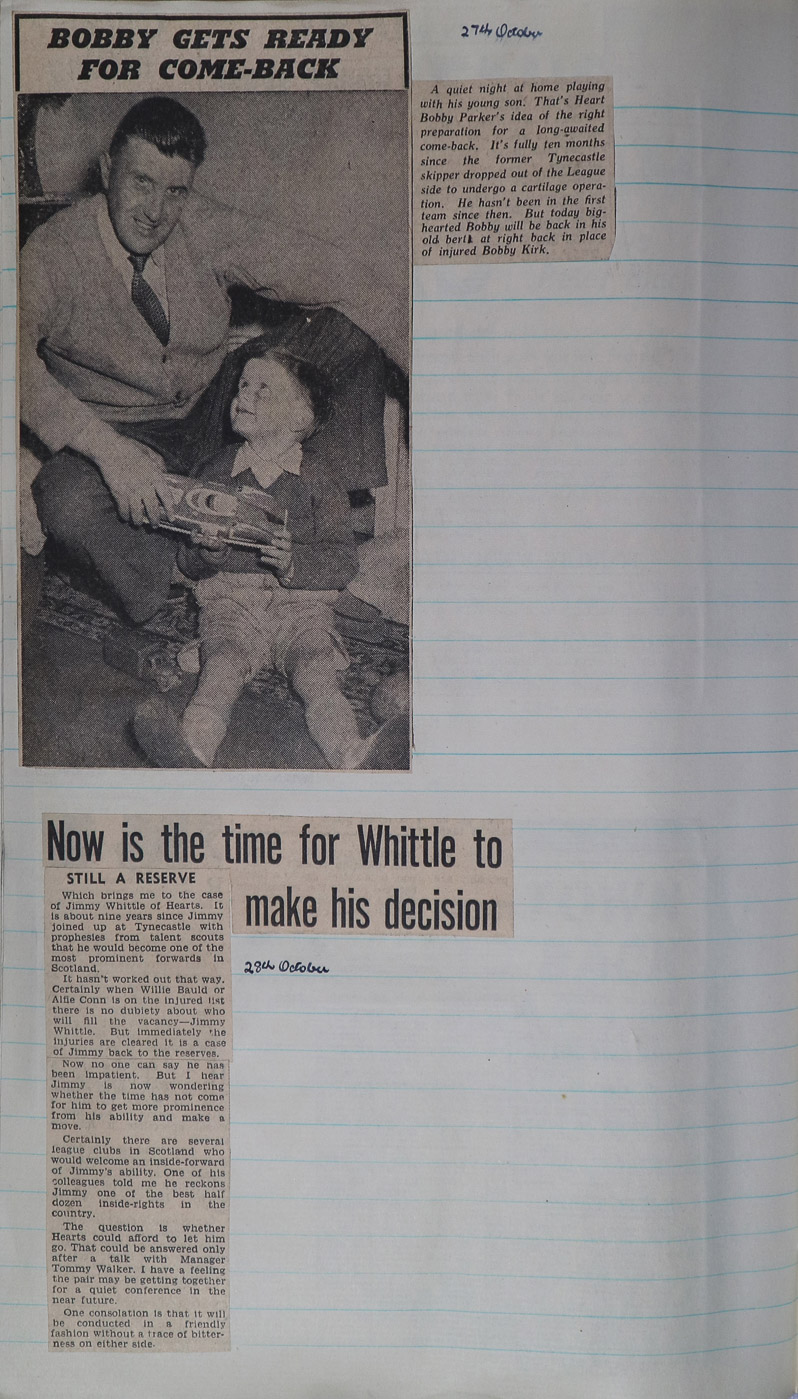 BOBBY GETS READY
FOR COME-BACK
27th October
A quiet night at home playing
with his young son. That's Heart
Bobby Parker's idea of the right
preparation for a long-awaited
come-back. It's fully ten months
since the former Tynecastle
skipper dropped out of the League
side to undergo a cartilage opera-
tion. He hasn't been in the first
team since then. But today big-
hearted Bobby will be back in his
old berth at right back in place
of injured Bobby Kirk.
Now is the time for Whittle to
make his decision
28th October
STILL A RESERVE
Which brings me to the case
of Jimmy Whittle of Hearts. It
is about nine years since Jimmy
joined up at Tynecastle with
prophesies from talent scouts
that he would become one of the
most prominent forwards in
Scotland.
It hasn't worked out that way.
Certainly when Willie Bauld or
Alfie Conn is on the injured list
there is no dubiety about who
will fill the vacancy—Jimmy
Whittle. But immediately the
injuries are cleared it is a case
of Jimmy back to the reserves.
Now no one can say he has
been impatient. But I hear
Jimmy is now wondering
whether the time has not come
for him to get more prominence
from his ability and make a
move.
Certainly there are several
league clubs in Scotland who
would welcome an inside-forward
of Jimmy's ability. One of his
colleagues told me he reckons
Jimmy one of the best half
dozen inside-rights in the
country.
The question is whether
Hearts could afford to let him
go. That could be answered only
after a talk with Manager
Tommy Walker. I have a feeling
the pair may be getting together
for a quiet conference in the
near future.
One consolation is that it will
be conducted in a friendly
fashion without a trace of bitter-
ness on either side.